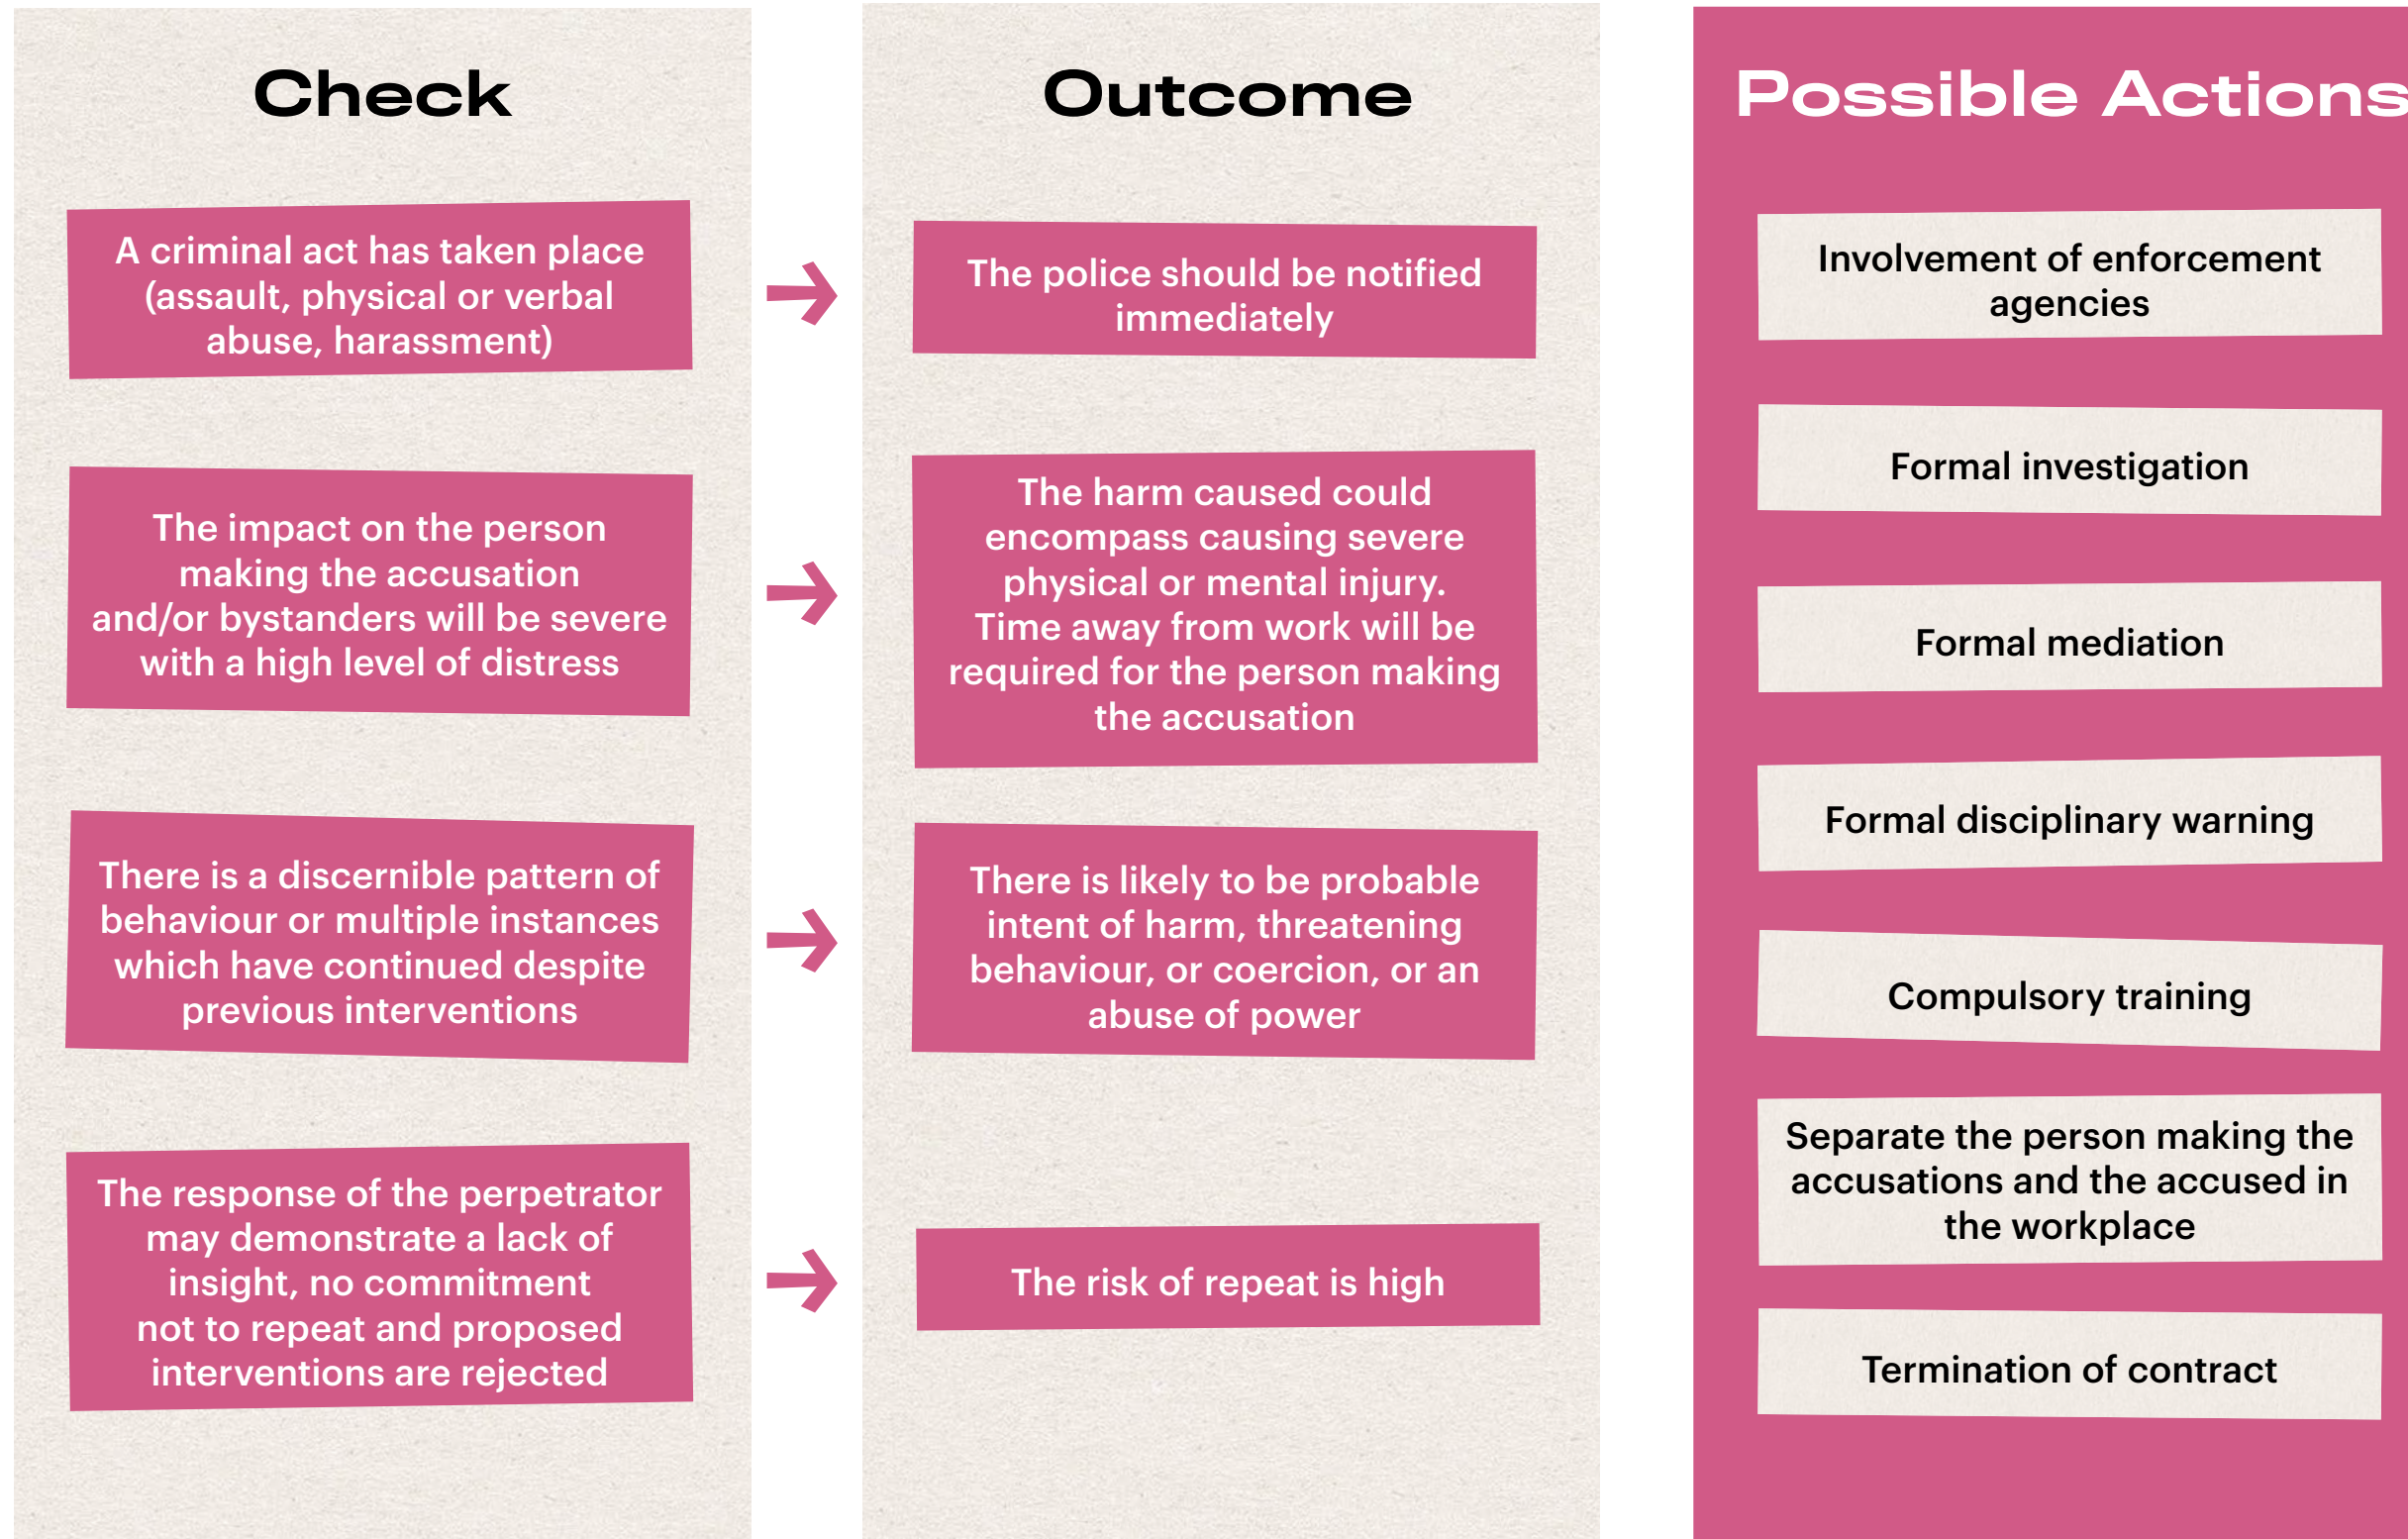 Check
A criminal act has taken place
(assault, physical or verbal
abuse, harassment)
The impact on the person
making the accusation
and/or bystanders will be severe
with a high level of distress
There is a discernible pattern of
behaviour or multiple instances
which have continued despite
previous interventions
The response of the perpetrator
may demonstrate a lack of
insight, no commitment
not to repeat and proposed
interventions are rejected
Outcome
The police should be notified
immediately
The harm caused could
encompass causing severe
physical or mental injury.
Time away from work will be
required for the person making
the accusation
There is likely to be probable
intent of harm, threatening
behaviour, or coercion, or an
abuse of power
The risk of repeat is high
Possible Actions
Involvement of enforcement
agencies
Formal investigation
Formal mediation
Formal disciplinary warning
Compulsory training
Separate the person making the
accusations and the accused in
the workplace
Termination of contract